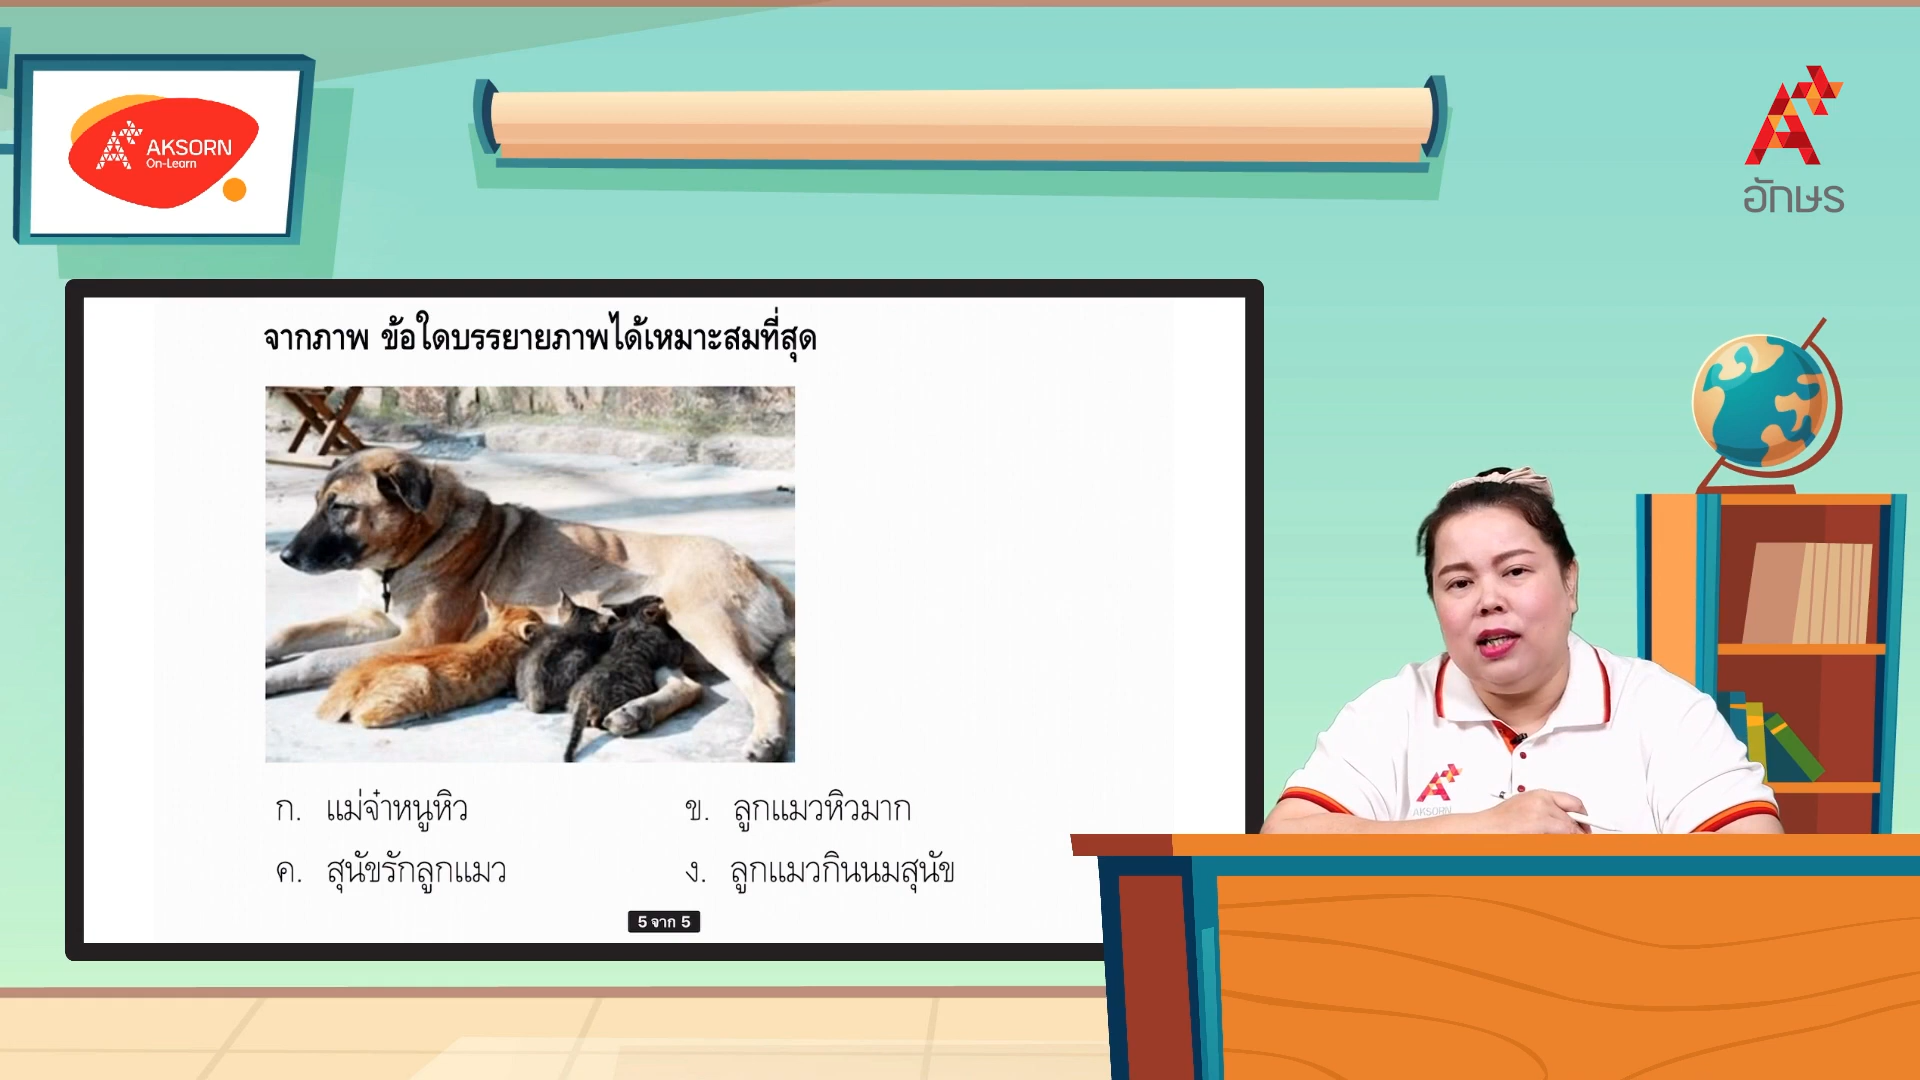 AKSORN
On-Learn
อักษร
จากภาพ ข้อใดบรรยายภาพได้เหมาะสมที่สุด
ก. แม่จ๋าหนูหิว
ข. ลูกแมวหิวมาก
ค. สุนัขรักลูกแมว
ง. ลูกแมวกินนมสุนัข
5 จาก 5
AKSORN